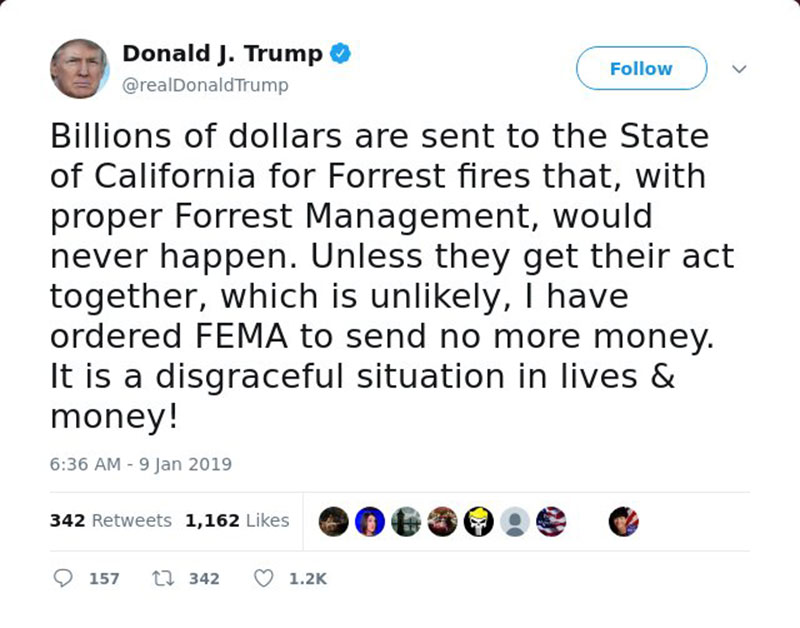 Donald J. Trump
@realDonaldTrump
Follow
Billions of dollars are sent to the State
of California for Forrest fires that, with
proper Forrest Management, would
never happen. Unless they get their act
together, which is unlikely, I have
ordered FEMA to send no more money.
It is a disgraceful situation in lives &
money!
6:36 AM - 9 Jan 2019
342 Retweets 1,162 Likes
157 342 1.2K